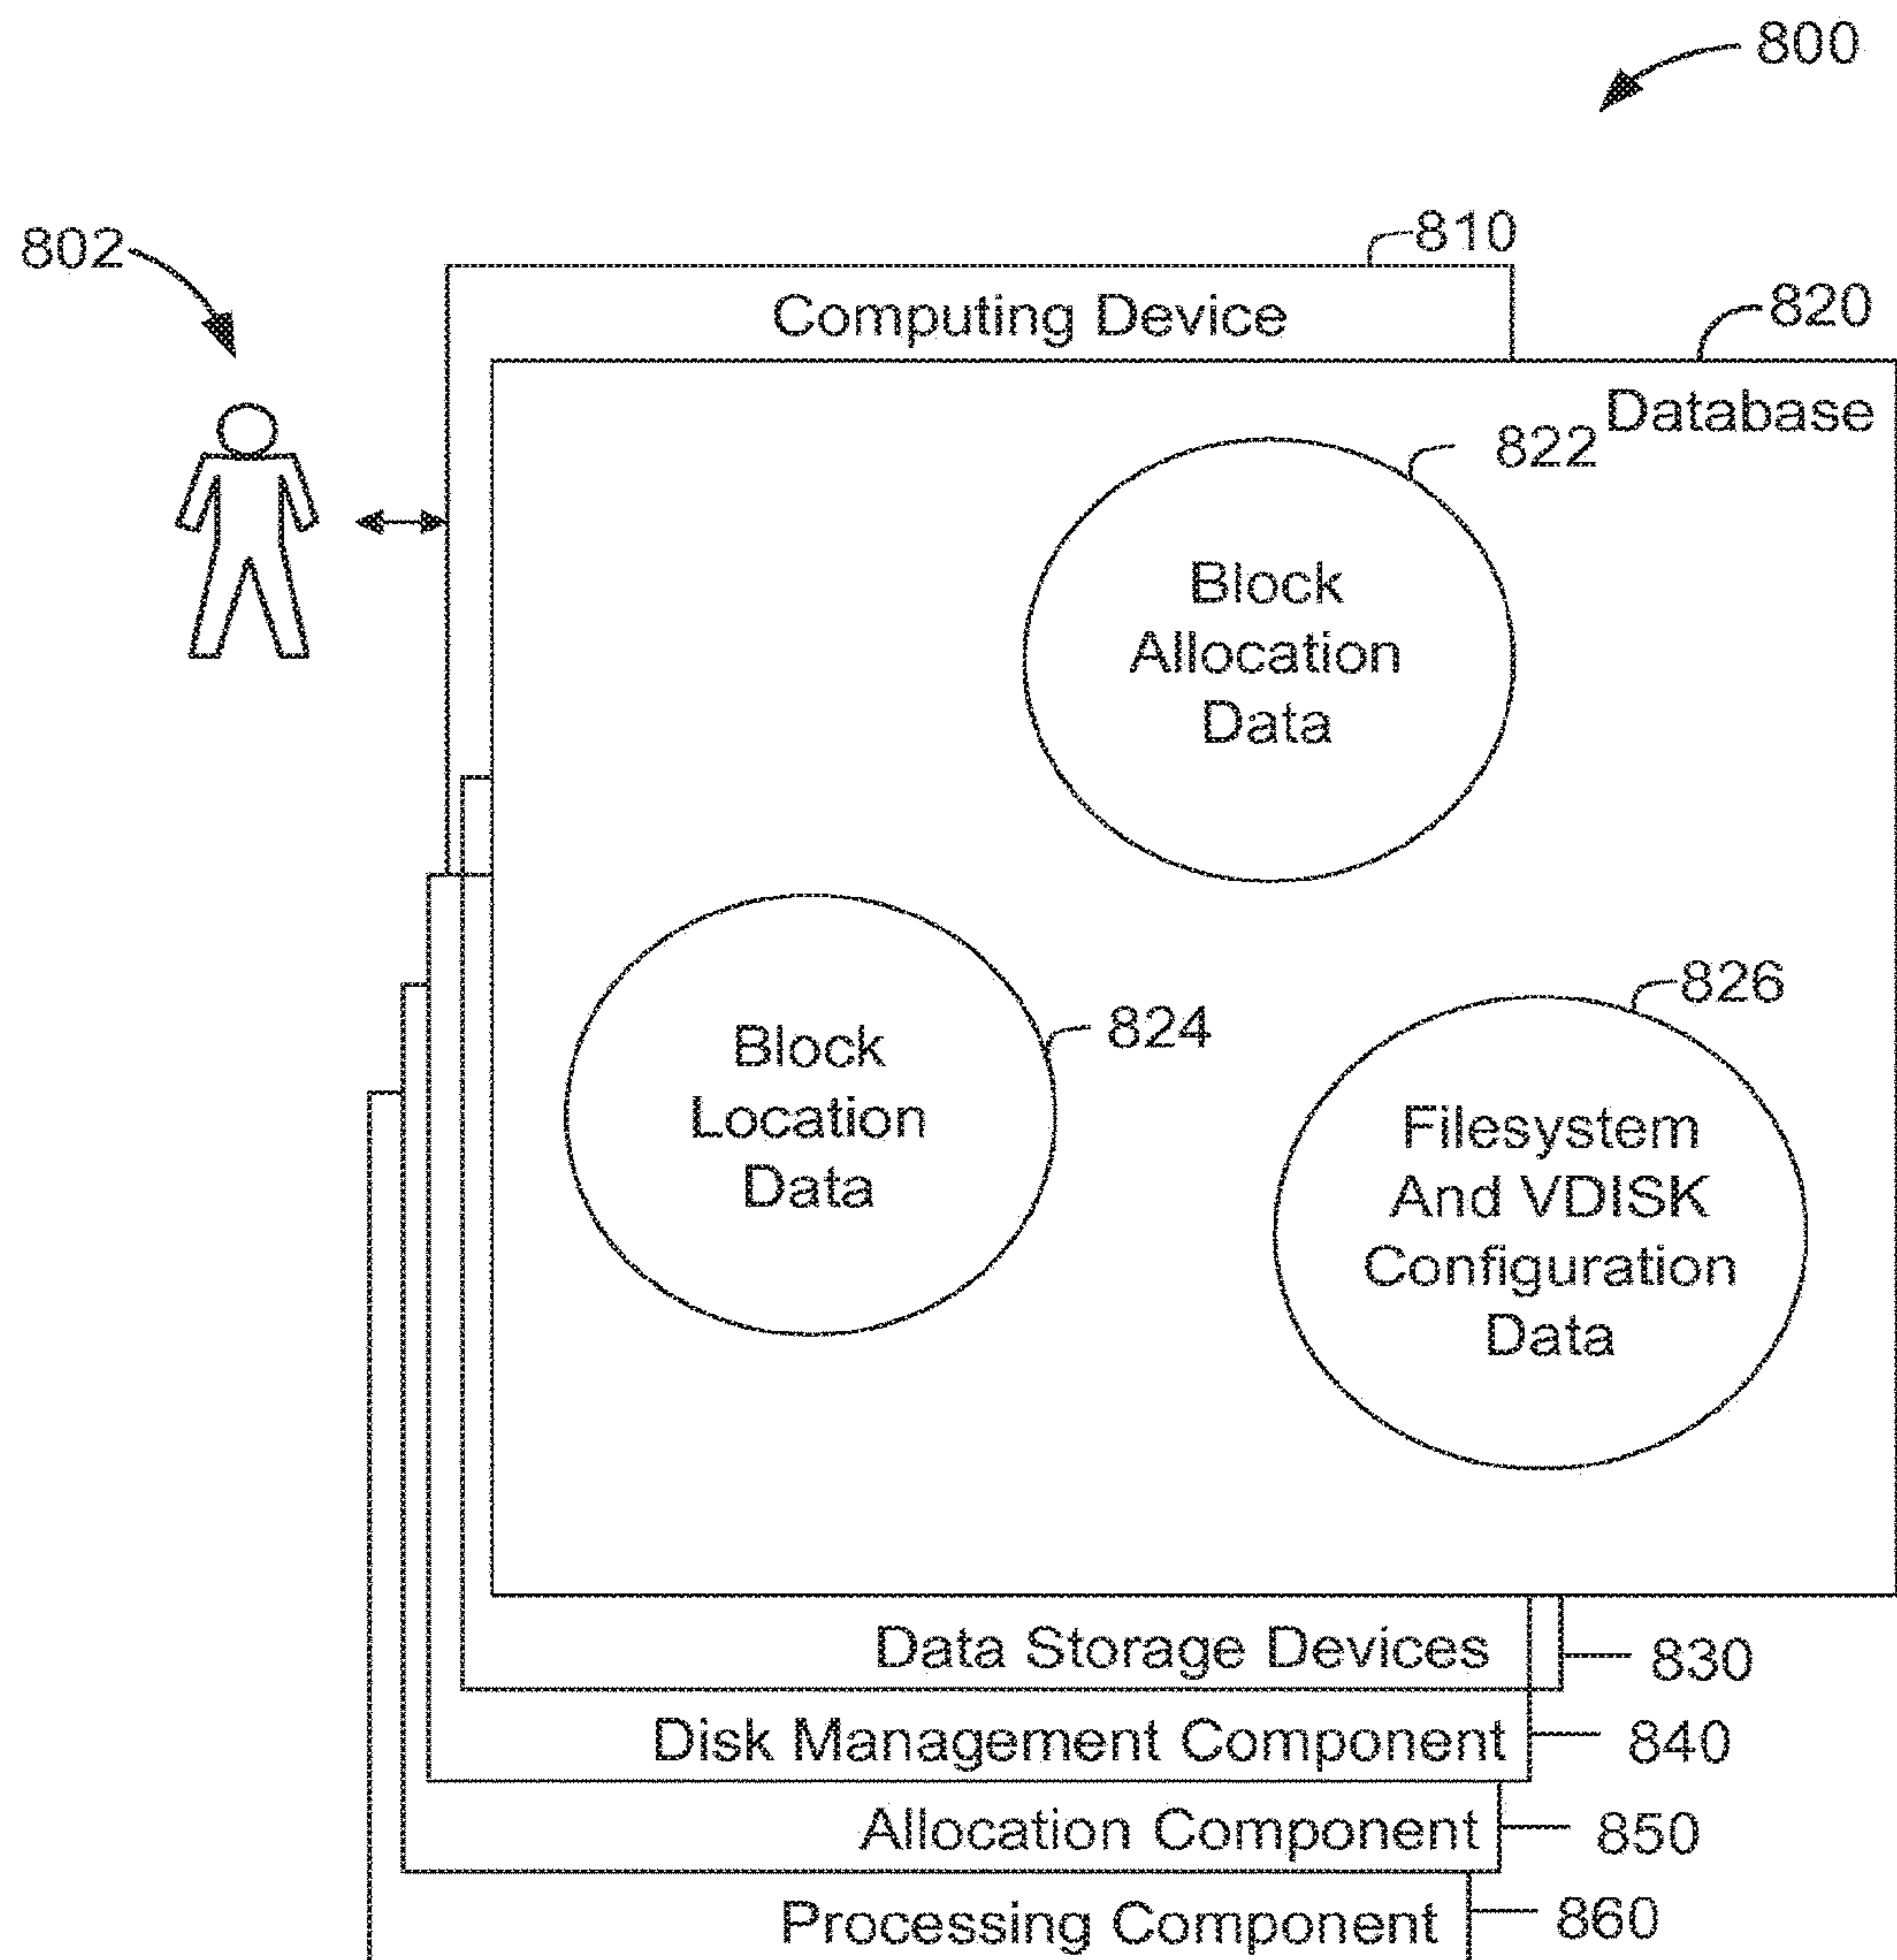 800
802
810
Computing Device
820
Database
822
Block
Allocation
Data
824
Block
Location
Data
826
Filesystem
And VDISK
Configuration
Data
Data Storage Devices
830
Disk Management Component
840
Allocation Component
850
Processing Component
860